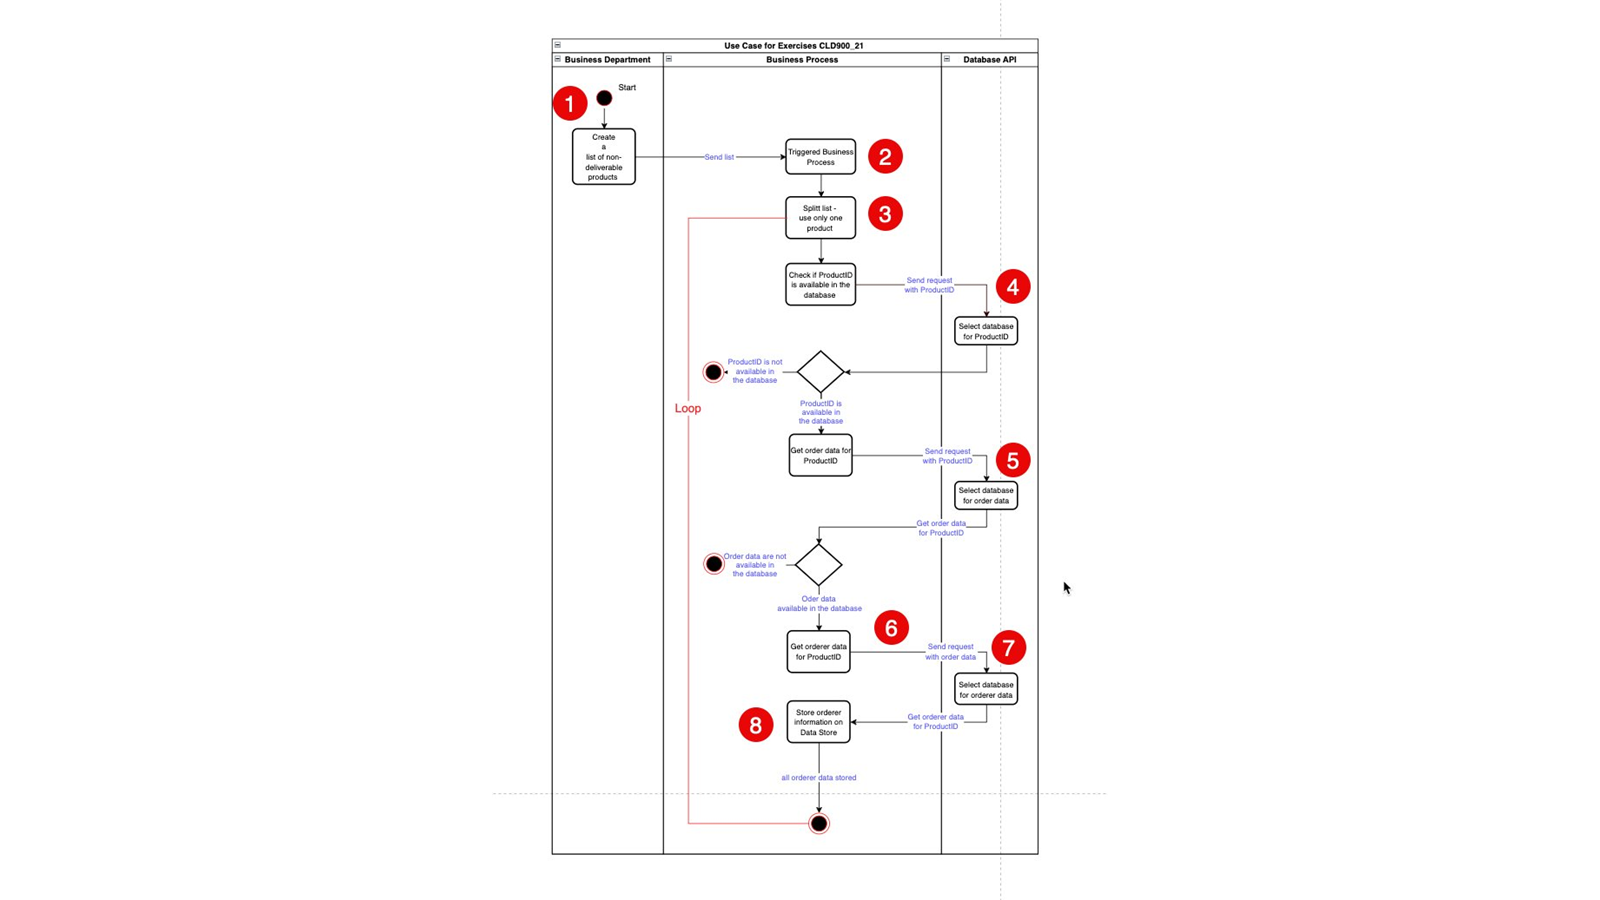 Use Case for Exercises CLD900_21
Business Department
Business Process
Database API
Start
1
Create
a
list of non-
deliverable
products
Send list
Triggered Business
Process
2
Splitt list -
use only one
product
3
Check if ProductID
is available in the
database
Send request
with ProductID
4
Select database
for ProductID
ProductID is not
available in
the database
ProductID is
available in
the database
Loop
Get order data for
ProductID
Send request
with ProductID
5
Select database
for order data
Get order data
for ProductID
Order data are not
available in
the database
Oder data
available in the database
6
Get orderer data
for ProductID
Send request
with order data
7
Select database
for orderer data
8
Store orderer
information on
Data Store
Get orderer data
for ProductID
all orderer data stored